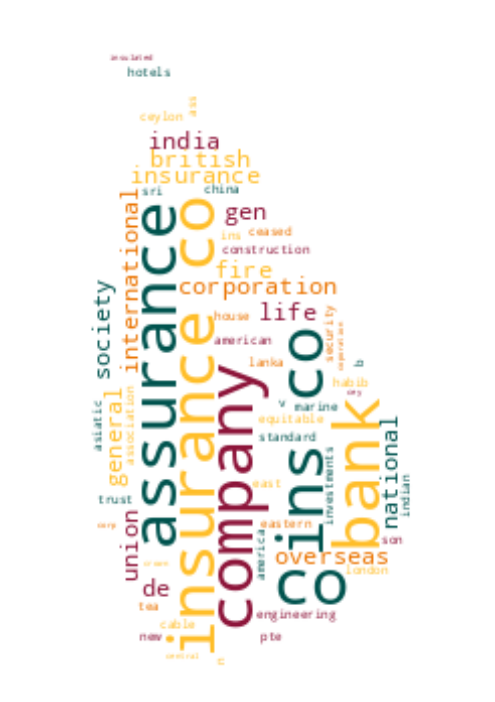 insulated
hotels
ass
ceylon
india
british
insurance
sri
china
international
assurance
insurance co
gen
ins
ceased
construction
fire
corporation
society
house
life
security
american
lanka
ins co
b
habib
company
general
association
v
marine
equitable
bank
asiatic
standard
national
investments
indian
east
trust
corp
union
eastern
america
son
overseas
london
de
co
tea
cable
engineering
new
pte
central
c